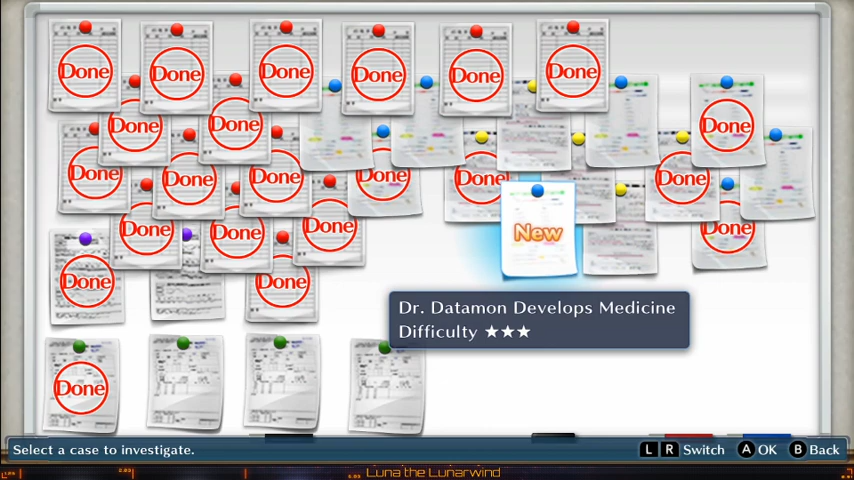 Done Done Done Done Done Done
Done Done Done
Done Done Done Done Done Done
Done Done Done New Done
Done Done
Dr. Datamon Develops Medicine
Difficulty ★★★
Done
Select a case to investigate. L R Switch A OK B Back
Luna the Lunarwind